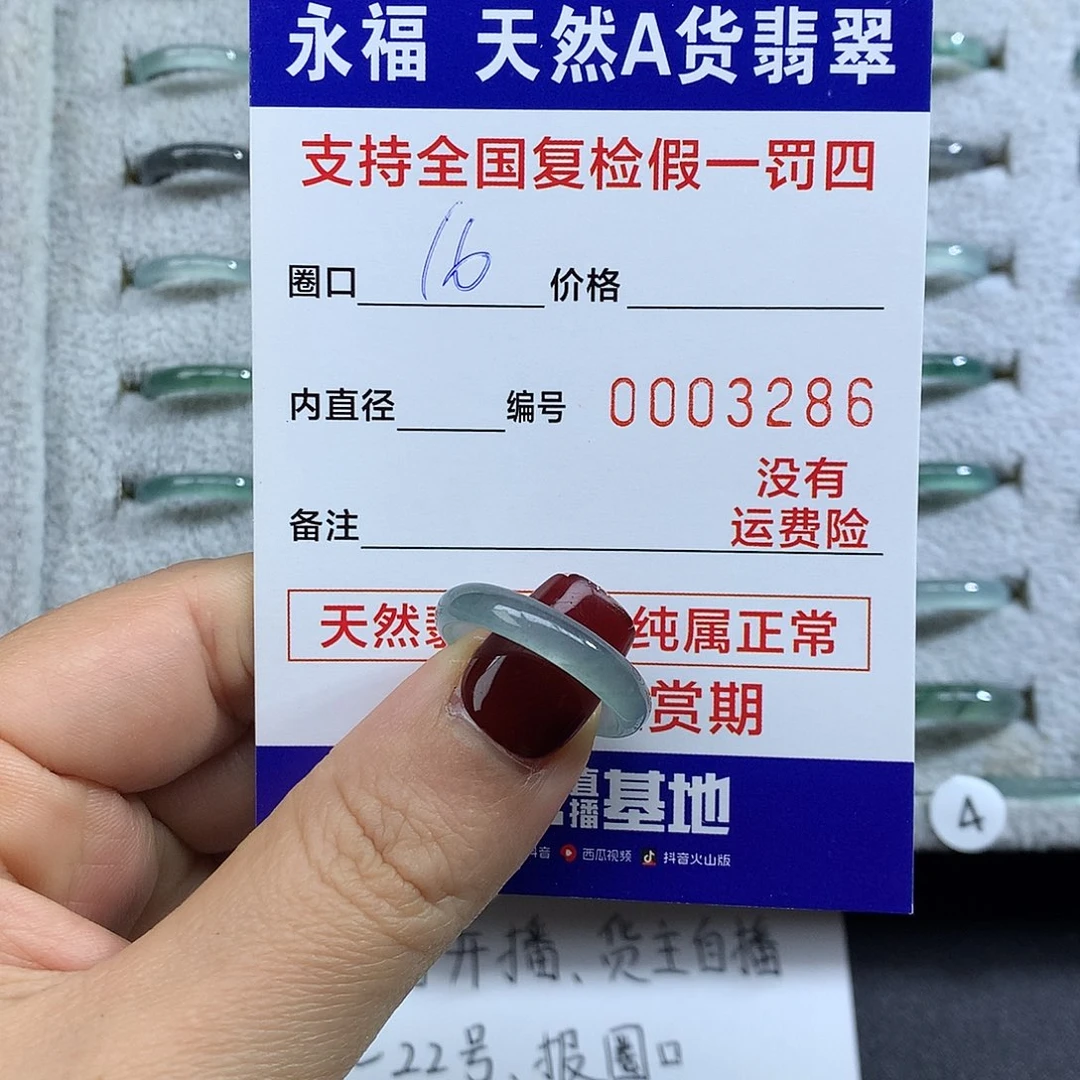 永福 天然A货翡翠
支持全国复检假一罚四
圈口 16 价格
内直径 编号 0003286
没有
备注 运费险
天然 纯属正常
赏期
播基地
抖音 西瓜视频 抖音火山版
4
开播、货主自播
22号、报圈口